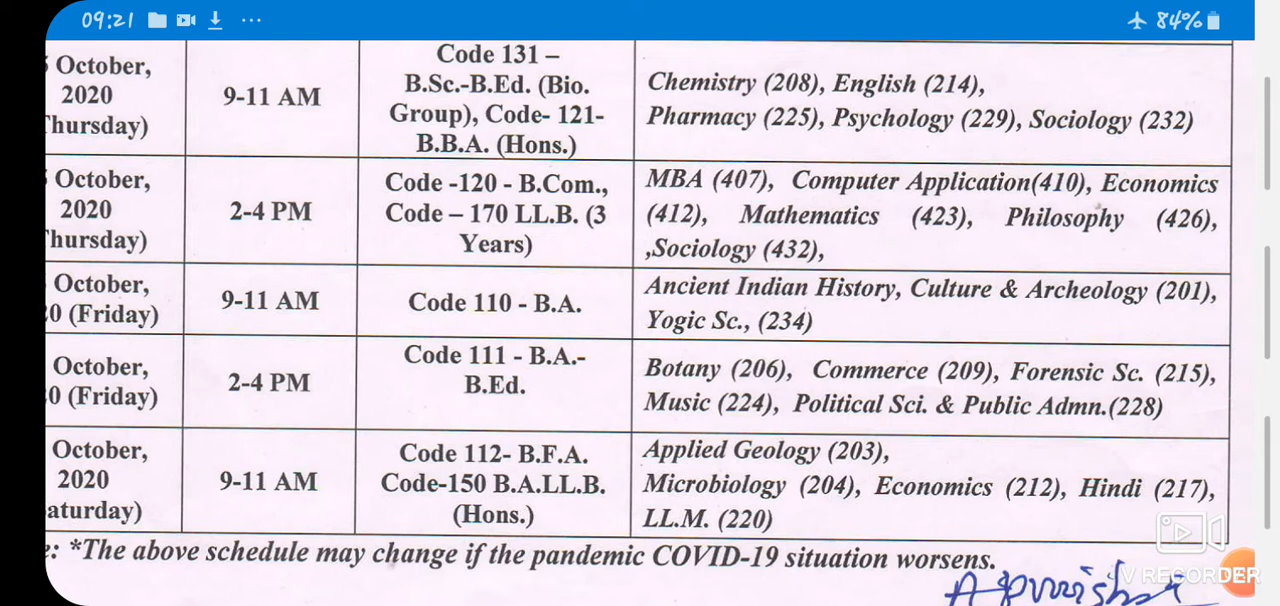 09:21 84%
October,
2020
Thursday)
9-11 AM
Code 131 –
B.Sc.-B.Ed. (Bio.
Group), Code- 121-
B.B.A. (Hons.)
Chemistry (208), English (214),
Pharmacy (225), Psychology (229), Sociology (232)
October,
2020
Thursday)
2-4 PM
Code -120 - B.Com.,
Code – 170 LL.B. (3
Years)
MBA (407), Computer Application(410), Economics
(412), Mathematics (423), Philosophy (426),
,Sociology (432),
October,
0 (Friday)
9-11 AM
Code 110 - B.A.
Ancient Indian History, Culture & Archeology (201),
Yogic Sc., (234)
October,
0 (Friday)
2-4 PM
Code 111 - B.A.-
B.Ed.
Botany (206), Commerce (209), Forensic Sc. (215),
Music (224), Political Sci. & Public Admn.(228)
October,
2020
aturday)
9-11 AM
Code 112- B.F.A.
Code-150 B.A.LL.B.
(Hons.)
Applied Geology (203),
Microbiology (204), Economics (212), Hindi (217),
LL.M. (220)
e: *The above schedule may change if the pandemic COVID-19 situation worsens.
V RECORDER